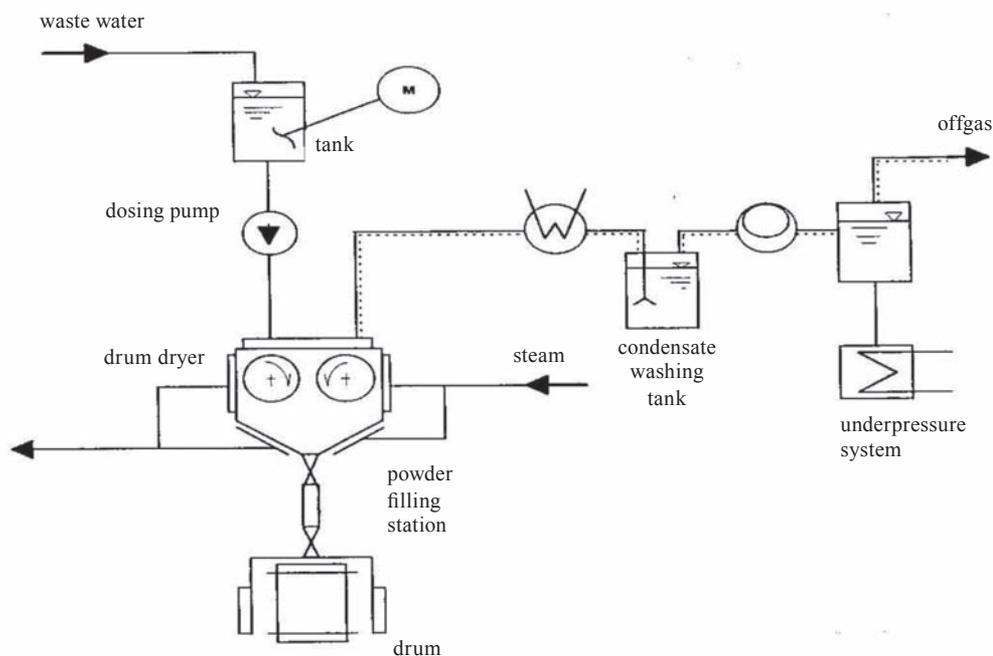 waste water
M
tank
offgas
dosing pump
drum dryer
steam
condensate
washing
tank
underpressure
system
powder
filling
station
drum